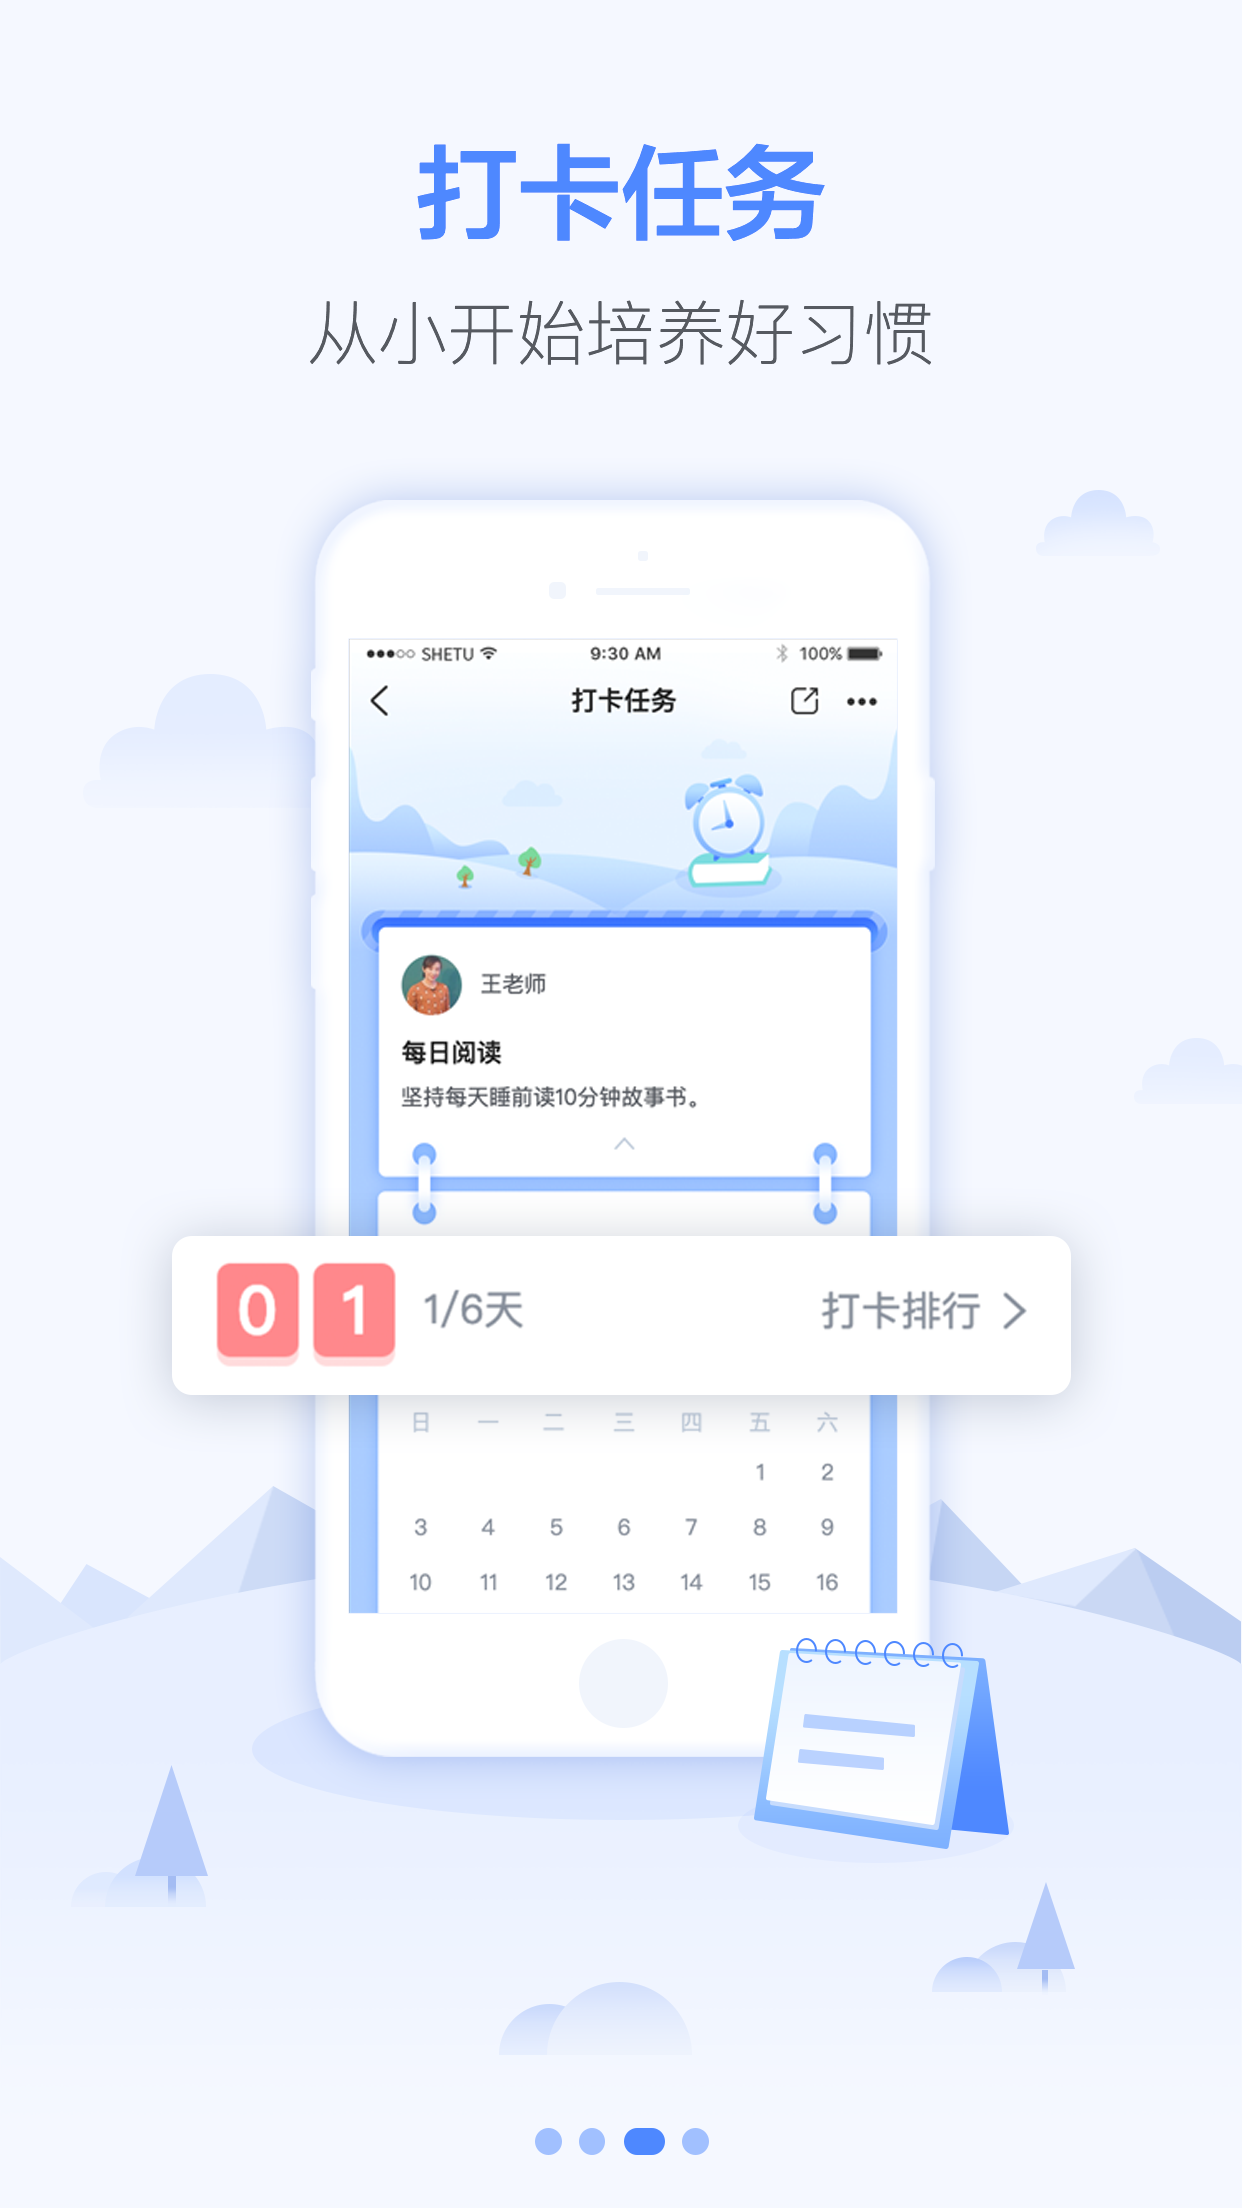 打卡任务
从小开始培养好习惯
SHETU 9:30 AM 100%
打卡任务
王老师
每日阅读
坚持每天睡前读10分钟故事书。
01 1/6天 打卡排行
日 一 二 三 四 五 六
1 2
3 4 5 6 7 8 9
10 11 12 13 14 15 16